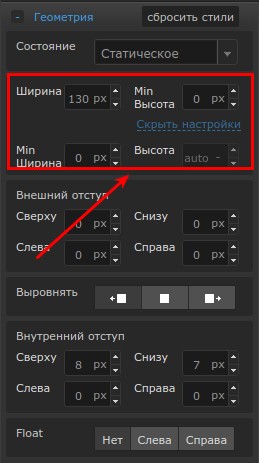 - Геометрия сбросить стили
Состояние Статическое
Ширина 130 px Min Высота 0 px
Скрыть настройки
Min Ширина 0 px Высота auto -
Внешний отступ
Сверху 0 px Снизу 0 px
Слева 0 px Справа 0 px
Выровнять
Внутренний отступ
Сверху 8 px Снизу 7 px
Слева 0 px Справа 0 px
Float Нет Слева Справа